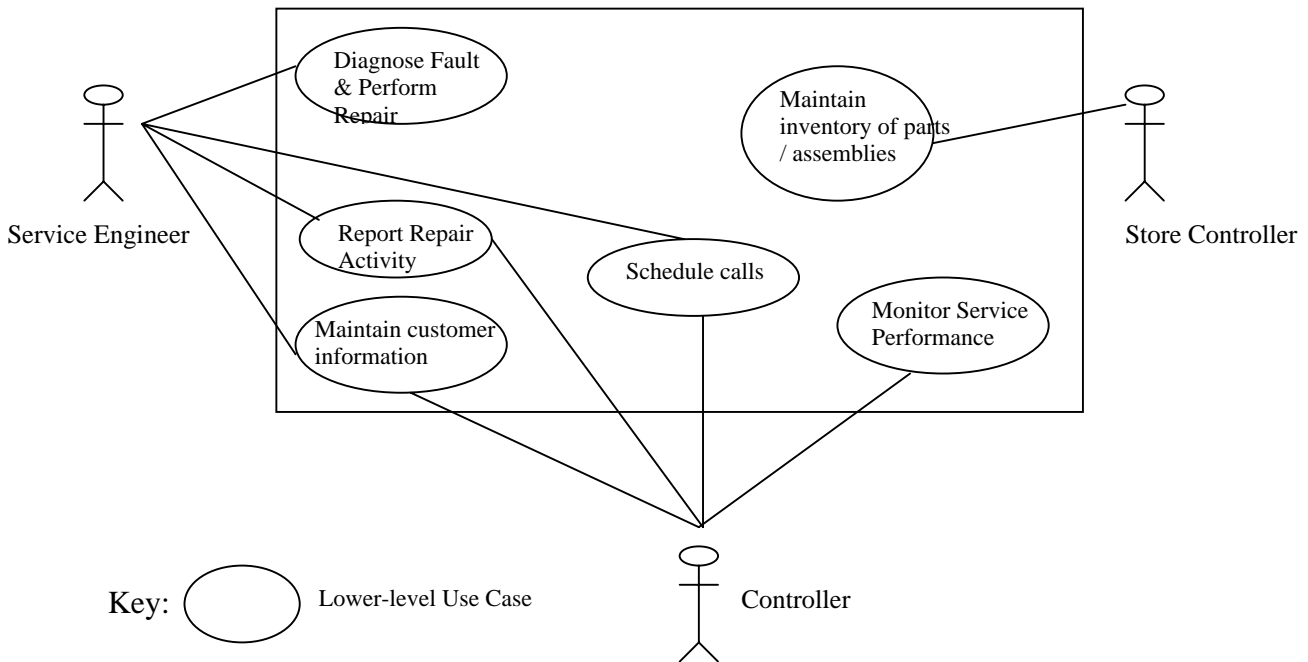 Diagnose Fault
& Perform
Repair
Maintain
inventory of parts
/ assemblies
Service Engineer
Store Controller
Report Repair
Activity
Schedule calls
Monitor Service
Performance
Maintain customer
information
Key:
Lower-level Use Case
Controller